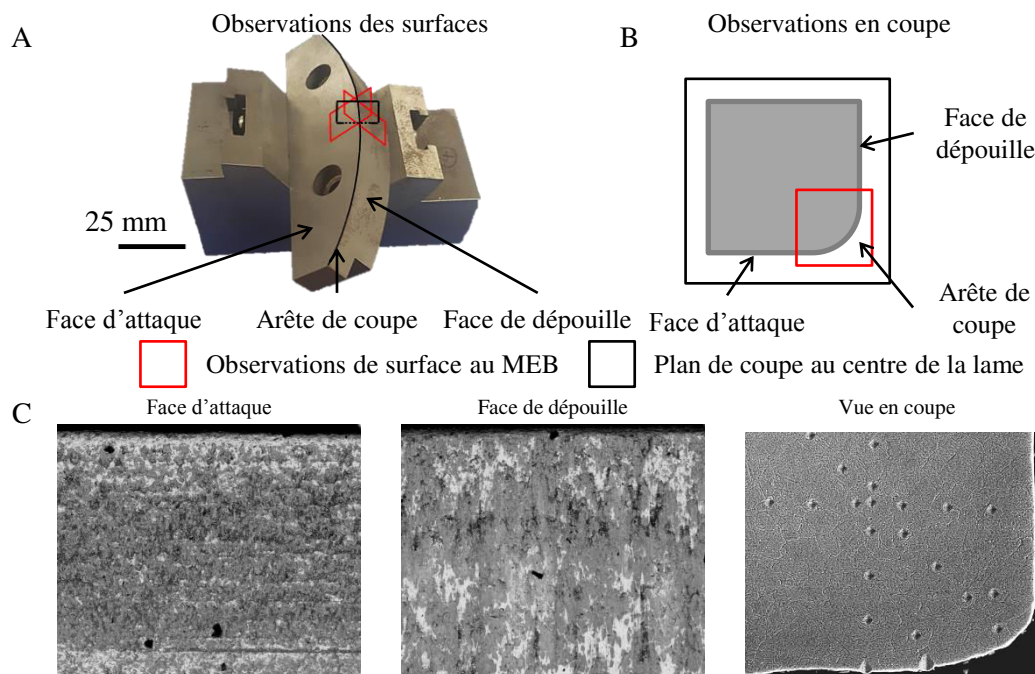 A
Observations des surfaces
25 mm
Face d'attaque
Arête de coupe
Face de dépouille
B
Observations en coupe
Face de
dépouille
Arête de
coupe
Face d'attaque
Observations de surface au MEB
Plan de coupe au centre de la lame
C
Face d'attaque
Face de dépouille
Vue en coupe